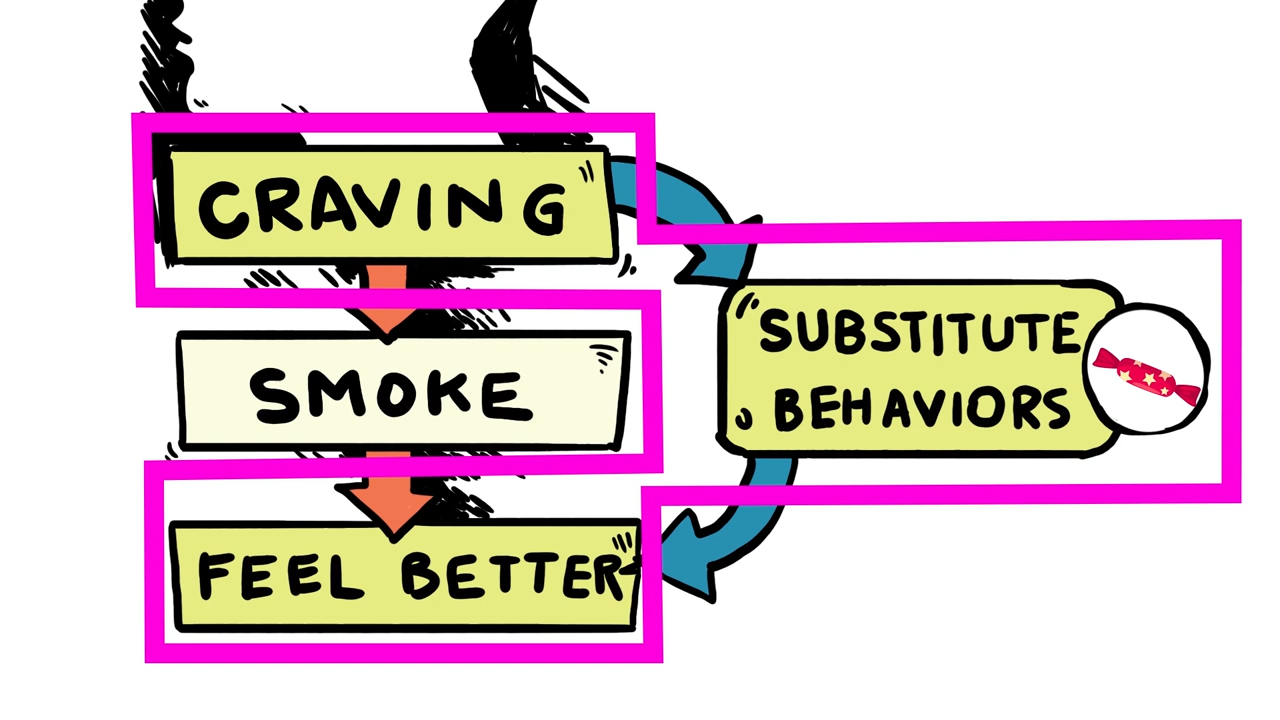 CRAVING
SMOKE
FEEL BETTER
SUBSTITUTE
BEHAVIORS